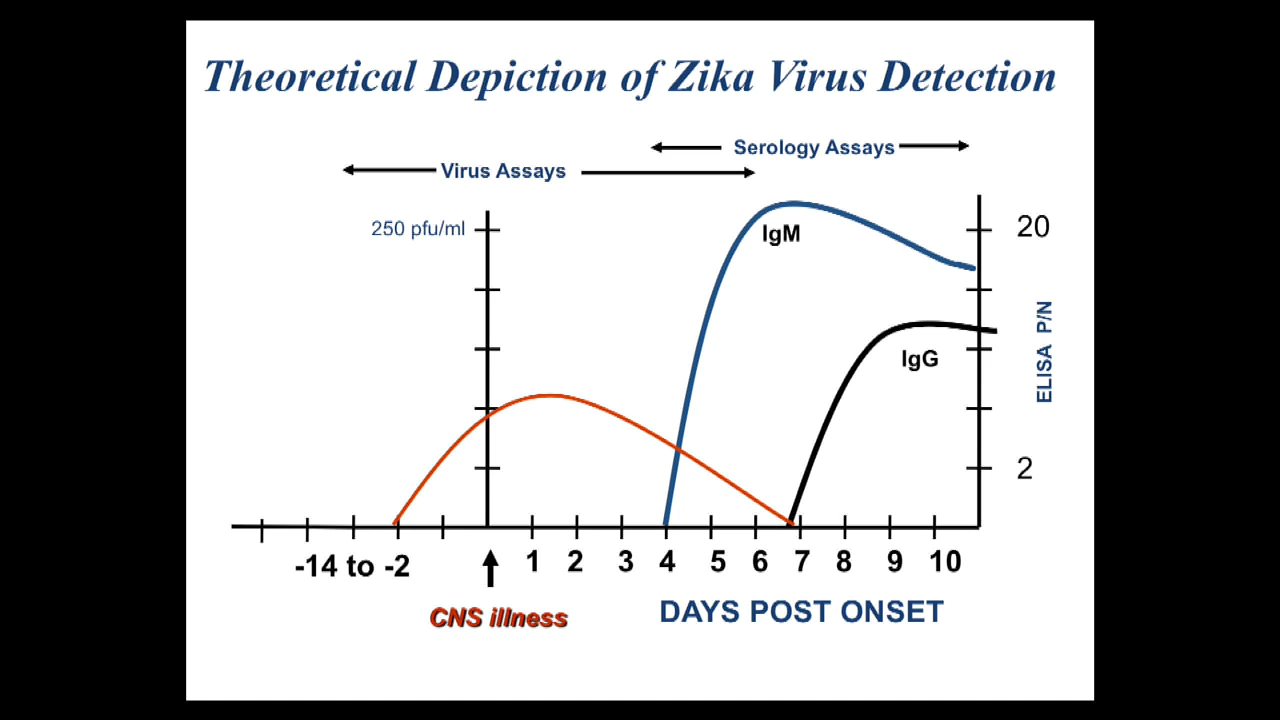 Theoretical Depiction of Zika Virus Detection
Serology Assays
Virus Assays
250 pfu/ml
20
IgM
ELISA P/N
IgG
2
-14 to -2 1 2 3 4 5 6 7 8 9 10
CNS illness
DAYS POST ONSET